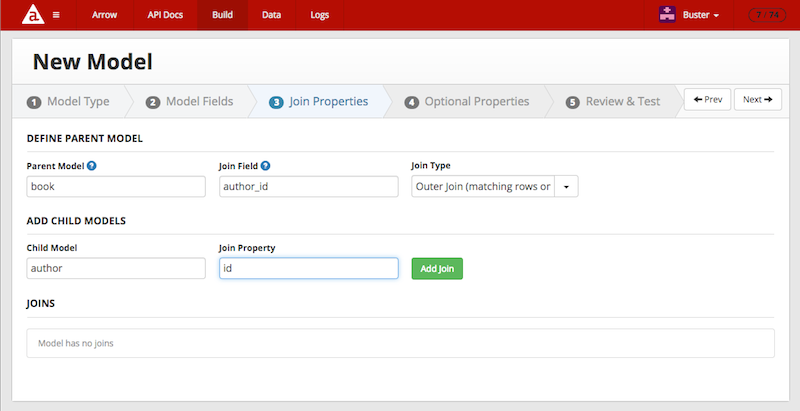 a Arrow API Docs Build Data Logs Buster 7 / 74
New Model
1 Model Type 2 Model Fields 3 Join Properties 4 Optional Properties 5 Review & Test Prev Next
DEFINE PARENT MODEL
Parent Model ? Join Field ? Join Type
book author_id Outer Join (matching rows or
ADD CHILD MODELS
Child Model Join Property
author id Add Join
JOINS
Model has no joins